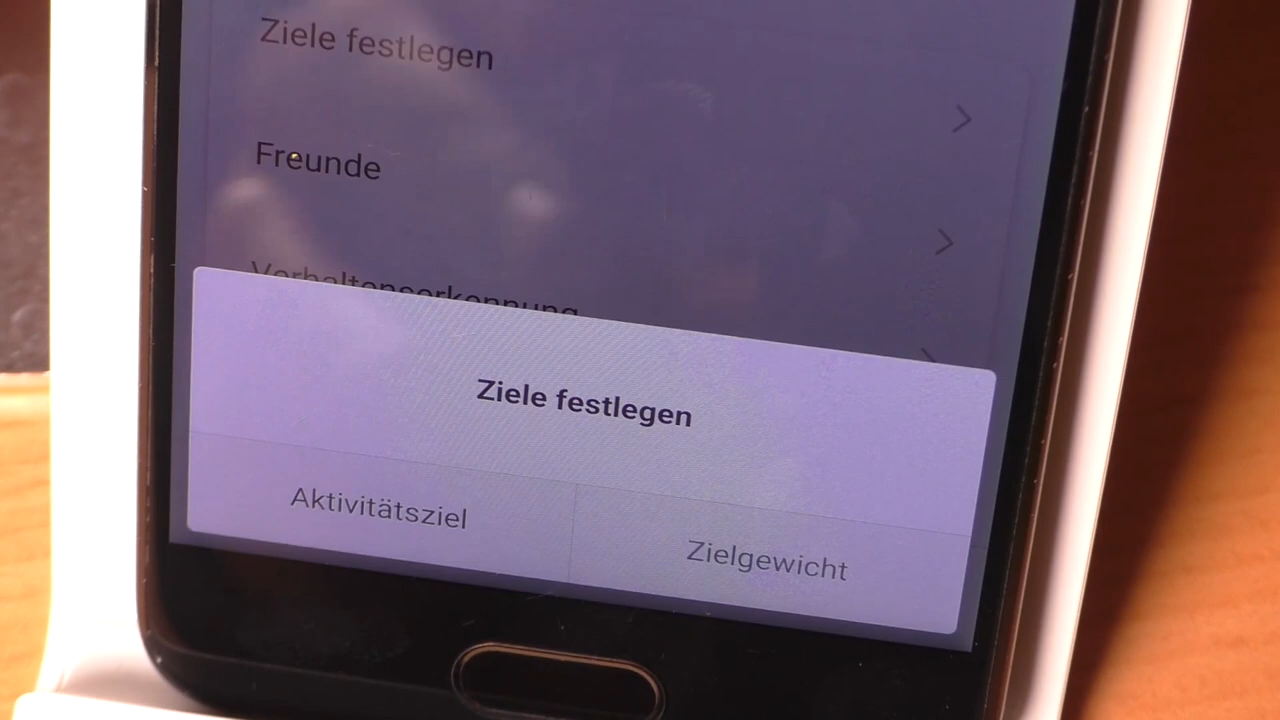 Ziele festlegen
Freunde
Verhaltenserkennung
Ziele festlegen
Aktivitätsziel
Zielgewicht